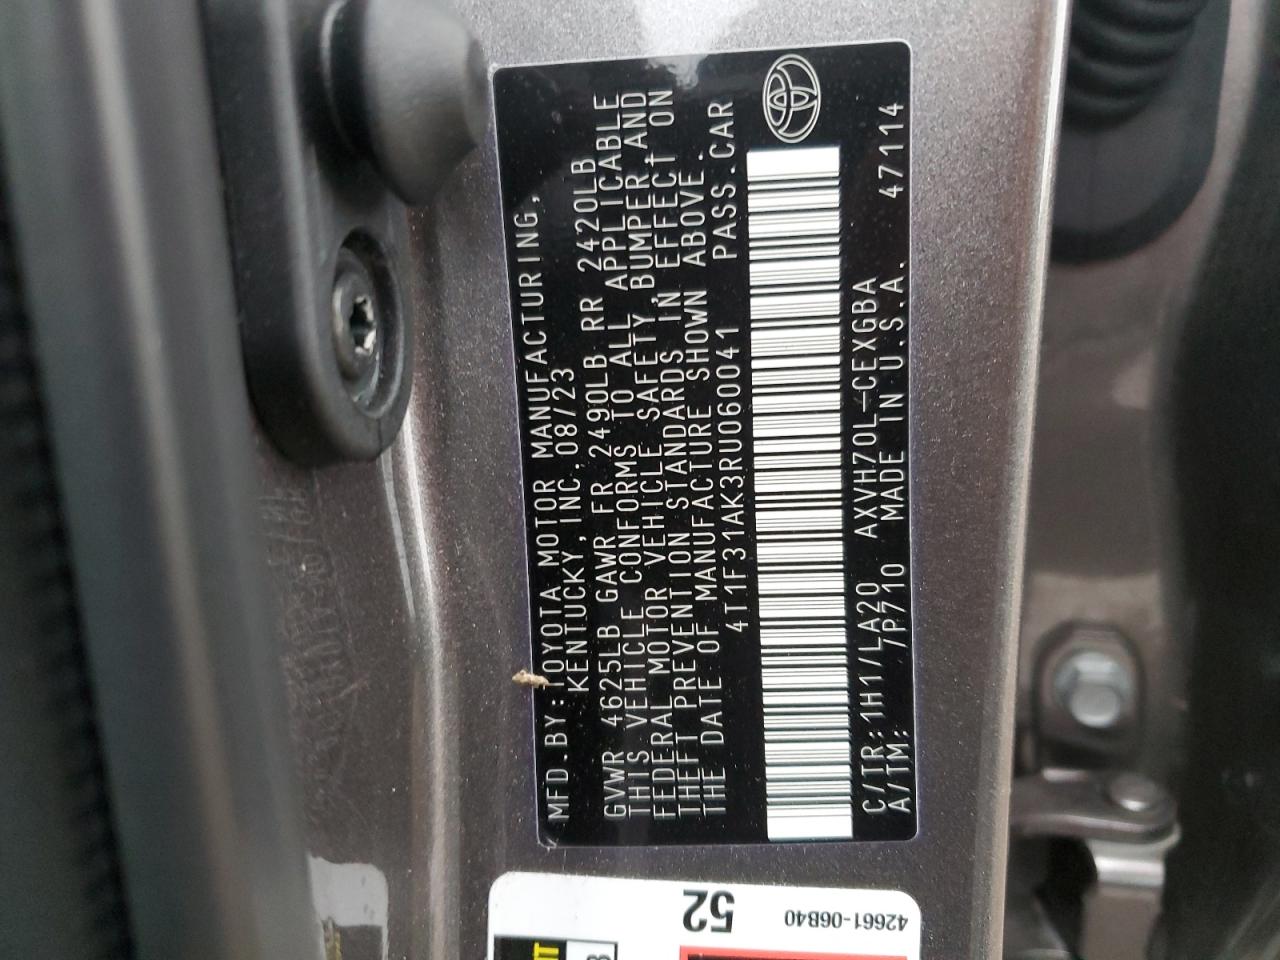 MFD.BY:TOYOTA MOTOR MANUFACTURING,
KENTUCKY,INC. 08/23
GVWR 4625LB GAWR FR 2490LB RR 2420LB
THIS VEHICLE CONFORMS TO ALL APPLICABLE
FEDERAL MOTOR VEHICLE SAFETY, BUMPER, AND
THEFT PREVENTION STANDARDS IN EFFECT ON
THE DATE OF MANUFACTURE SHOWN ABOVE.
4T1F31AK3RU060041 PASS.CAR
C/TR:1H1/LA20 AXVH70L-CEXGBA 47114
A/TM: /P710 MADE IN U.S.A.
52
42661-06B40